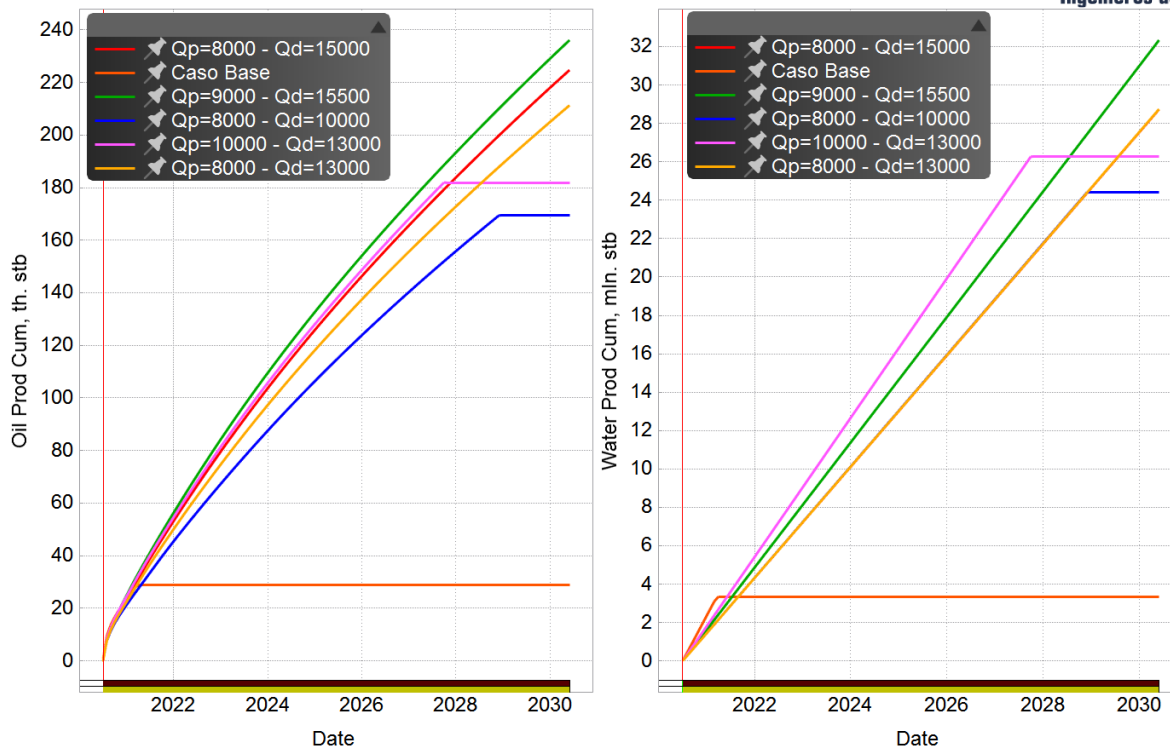 Ingenieros de
240
220
200
180
160
140
120
100
80
60
40
20
0
Oil Prod Cum, th. stb
Qp=8000 - Qd=15000
Caso Base
Qp=9000 - Qd=15500
Qp=8000 - Qd=10000
Qp=10000 - Qd=13000
Qp=8000 - Qd=13000
2022
2024
2026
2028
2030
Date
32
30
28
26
24
22
20
18
16
14
12
10
8
6
4
2
0
Water Prod Cum, mln. stb
Qp=8000 - Qd=15000
Caso Base
Qp=9000 - Qd=15500
Qp=8000 - Qd=10000
Qp=10000 - Qd=13000
Qp=8000 - Qd=13000
2022
2024
2026
2028
2030
Date